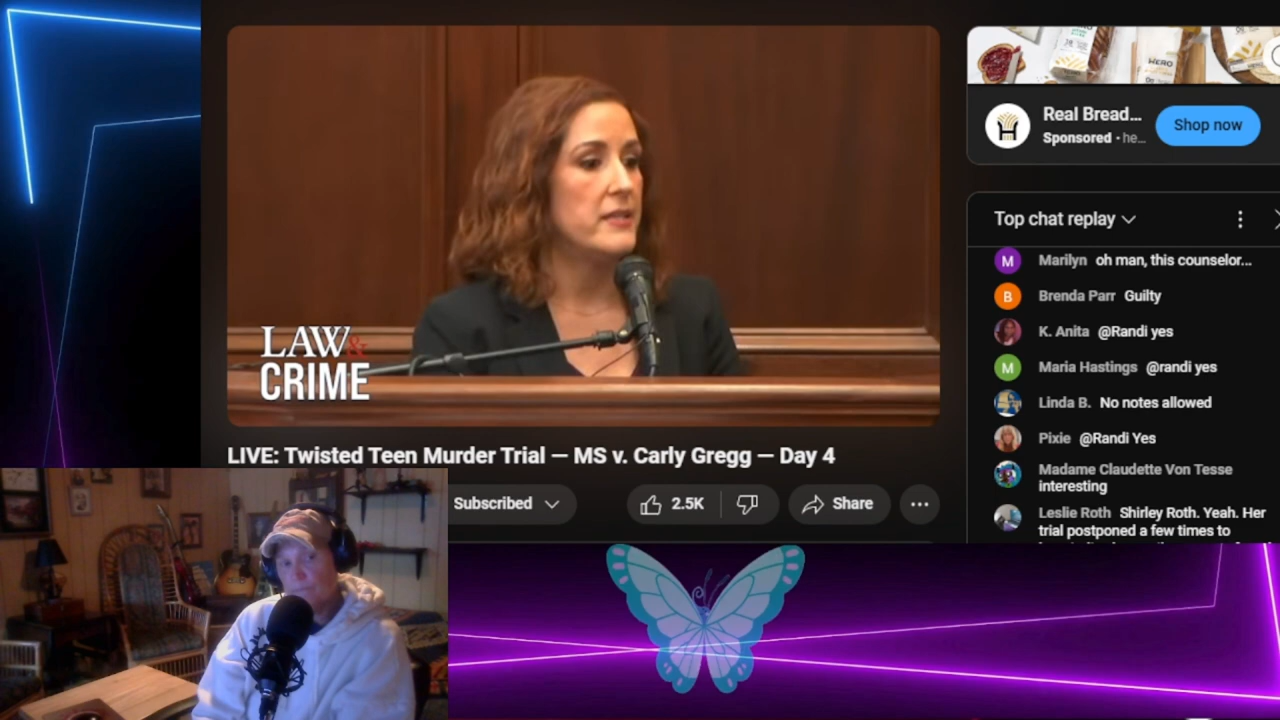 HERO
HERO
Real Bread...
Sponsored · he...
Shop now
Top chat replay
M Marilyn oh man, this counselor...
B Brenda Parr Guilty
K. Anita @Randi yes
M Maria Hastings @randi yes
Linda B. No notes allowed
Pixie @Randi Yes
Madame Claudette Von Tesse
interesting
Leslie Roth Shirley Roth. Yeah. Her
trial postponed a few times to
LAW&
CRIME
LIVE: Twisted Teen Murder Trial — MS v. Carly Gregg — Day 4
Subscribed
2.5K
Share